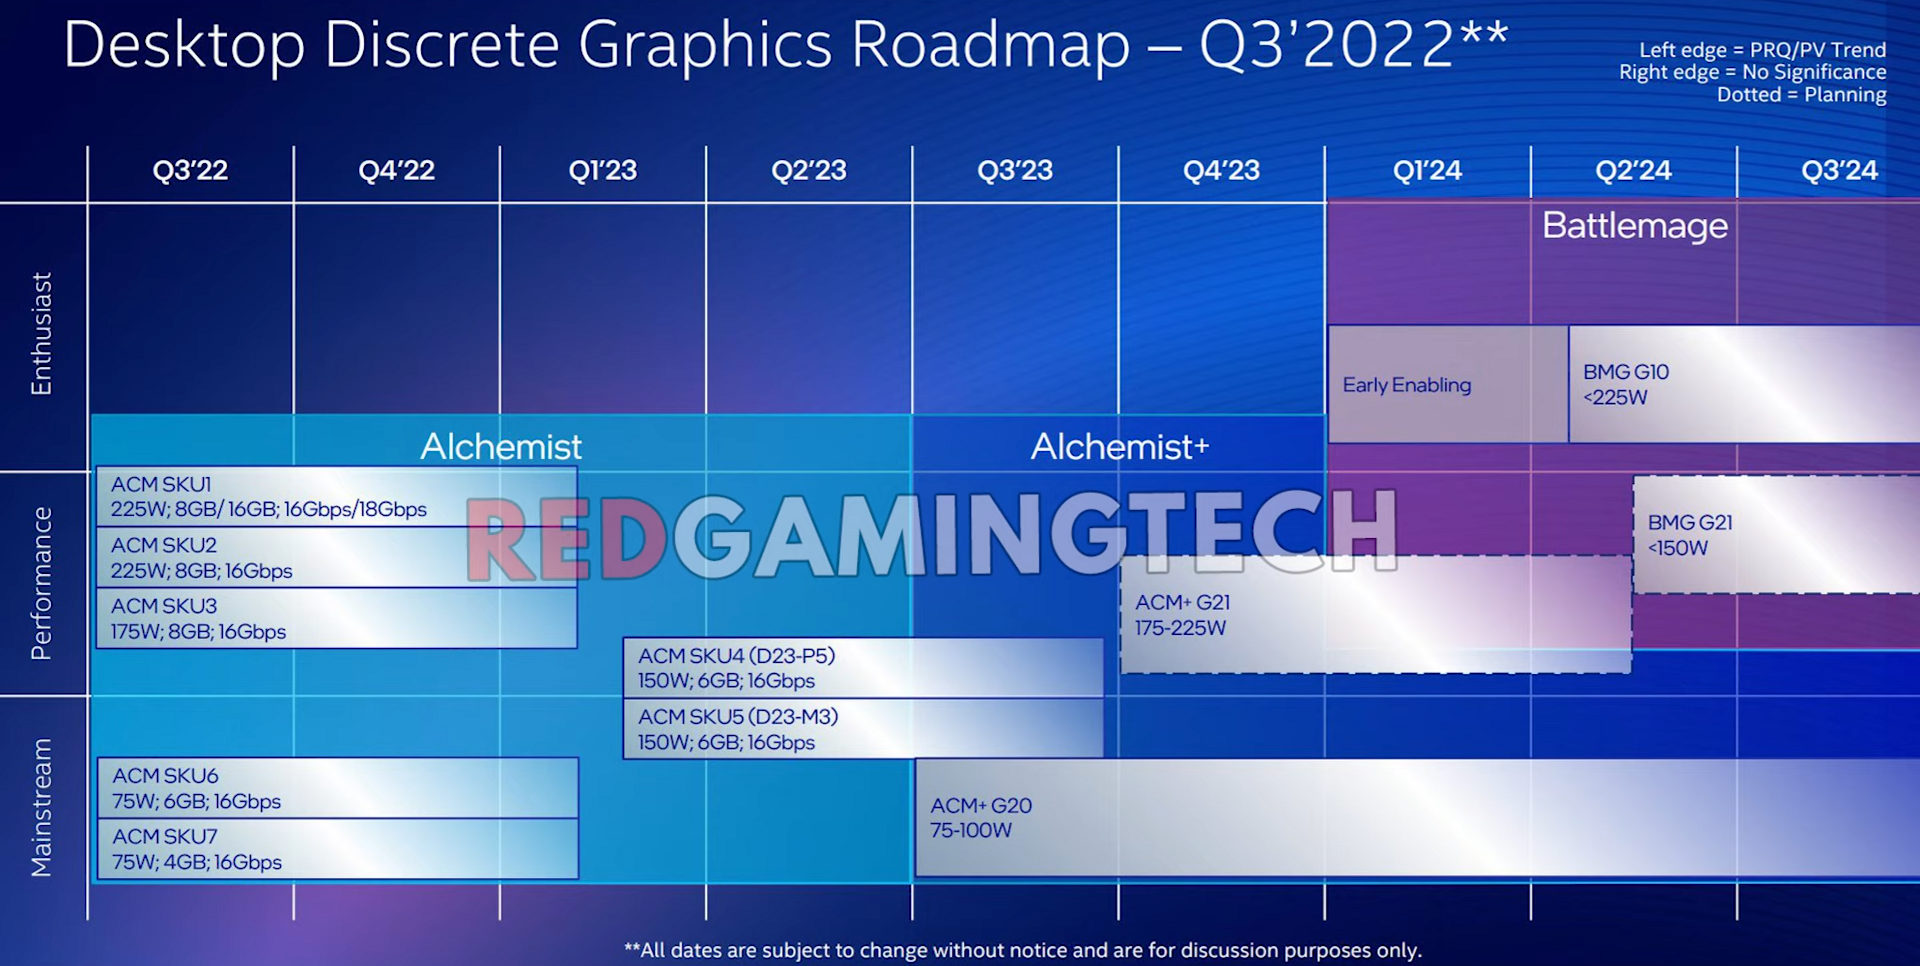 Desktop Discrete Graphics Roadmap – Q3’2022**
Left edge = PRQ/PV Trend
Right edge = No Significance
Dotted = Planning
Q3’22
Q4’22
Q1’23
Q2’23
Q3’23
Q4’23
Q1’24
Q2’24
Q3’24
Enthusiast
Battlemage
Early Enabling
BMG G10
<225W
Alchemist
Alchemist+
Performance
ACM SKU1
225W; 8GB/ 16GB; 16Gbps/18Gbps
ACM SKU2
225W; 8GB; 16Gbps
ACM SKU3
175W; 8GB; 16Gbps
REDGAMINGTECH
BMG G21
<150W
ACM+ G21
175-225W
ACM SKU4 (D23-P5)
150W; 6GB; 16Gbps
ACM SKU5 (D23-M3)
150W; 6GB; 16Gbps
Mainstream
ACM SKU6
75W; 6GB; 16Gbps
ACM SKU7
75W; 4GB; 16Gbps
ACM+ G20
75-100W
**All dates are subject to change without notice and are for discussion purposes only.